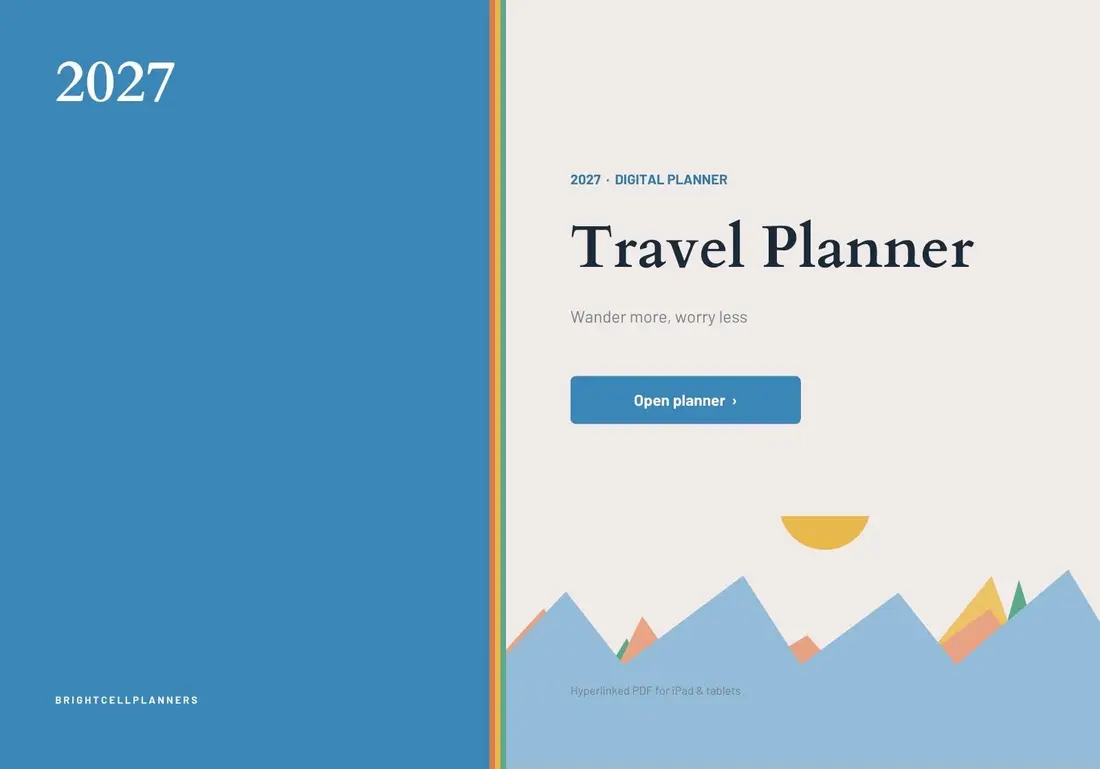 2027
BRIGHTCELLPLANNERS
2027 · DIGITAL PLANNER
Travel Planner
Wander more, worry less
Open planner ›
Hyperlinked PDF for iPad & tablets